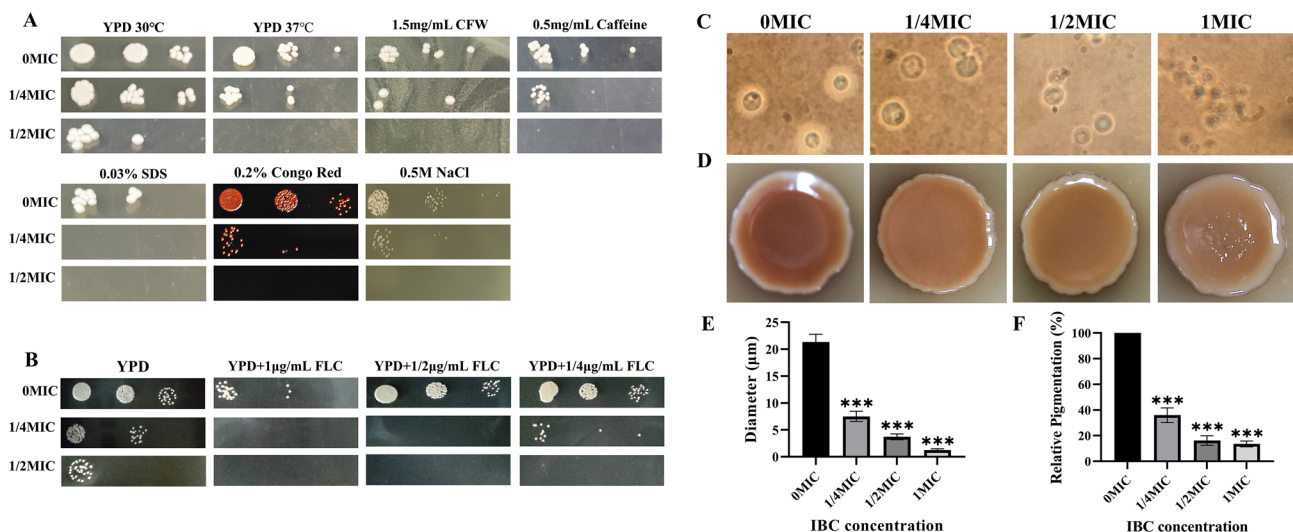 A
YPD 30℃ YPD 37℃ 1.5mg/mL CFW 0.5mg/mL Caffeine
0MIC
1/4MIC
1/2MIC
0.03% SDS 0.2% Congo Red 0.5M NaCl
0MIC
1/4MIC
1/2MIC
B
YPD YPD+1μg/mL FLC YPD+1/2μg/mL FLC YPD+1/4μg/mL FLC
0MIC
1/4MIC
1/2MIC
C
0MIC 1/4MIC 1/2MIC 1MIC
D
E
Diameter (μm)
25
20
15
10
5
0
*** *** ***
0MIC 1/4MIC 1/2MIC 1MIC
IBC concentration
F
Relative Pigmentation (%)
100
80
60
40
20
0
*** *** ***
0MIC 1/4MIC 1/2MIC 1MIC
IBC concentration